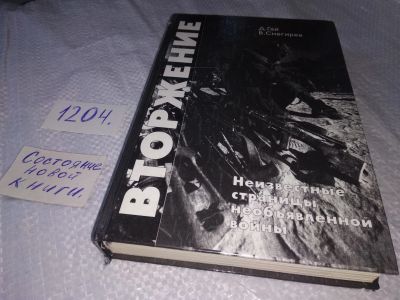 1204.
Состояние
новой
книги.
Д. Гай
В. Снегирев
ВТОРЖЕНИЕ
Неизвестные
страницы
необъявленной
войны